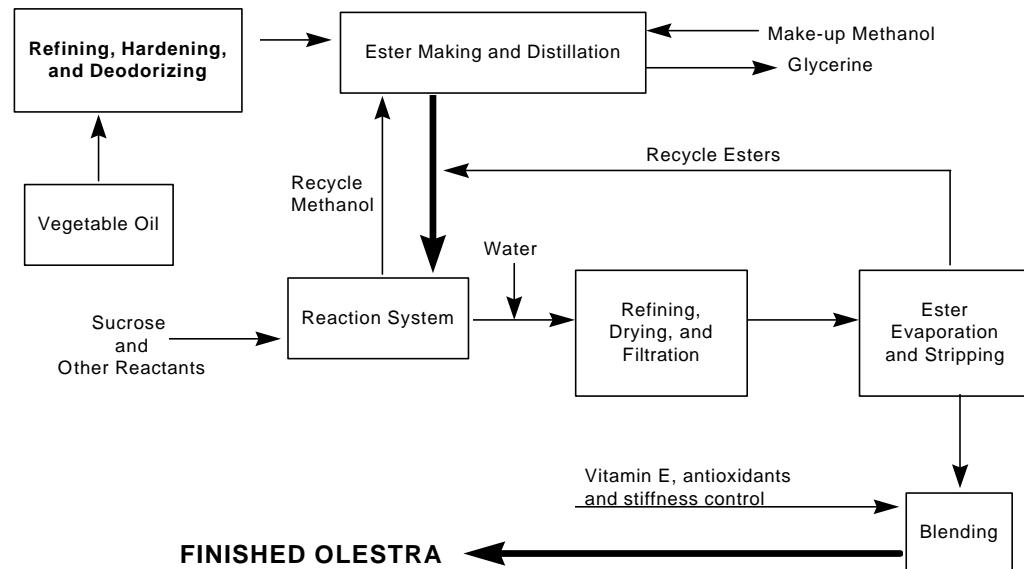 Refining, Hardening,
and Deodorizing
Ester Making and Distillation
Make-up Methanol
Glycerine
Recycle Esters
Recycle
Methanol
Vegetable Oil
Water
Sucrose
and
Other Reactants
Reaction System
Refining,
Drying, and
Filtration
Ester
Evaporation
and Stripping
Vitamin E, antioxidants
and stiffness control
Blending
FINISHED OLESTRA